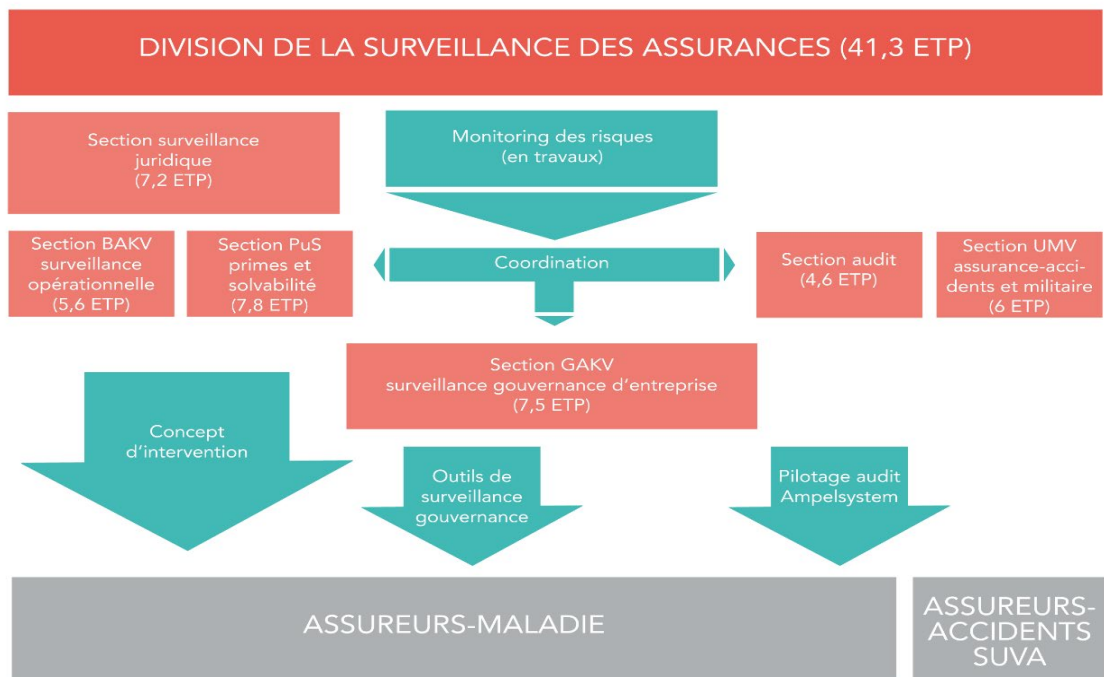 DIVISION DE LA SURVEILLANCE DES ASSURANCES (41,3 ETP)
Section surveillance
juridique
(7,2 ETP)
Monitoring des risques
(en travaux)
Section BAKV
surveillance
opérationnelle
(5,6 ETP)
Section PuS
primes et
solvabilité
(7,8 ETP)
Coordination
Section audit
(4,6 ETP)
Section UMV
assurance-acci-
dents et militaire
(6 ETP)
Section GAKV
surveillance gouvernance d'entreprise
(7,5 ETP)
Concept
d'intervention
Outils de
surveillance
gouvernance
Pilotage audit
Ampelsystem
ASSUREURS-MALADIE
ASSUREURS-
ACCIDENTS
SUVA